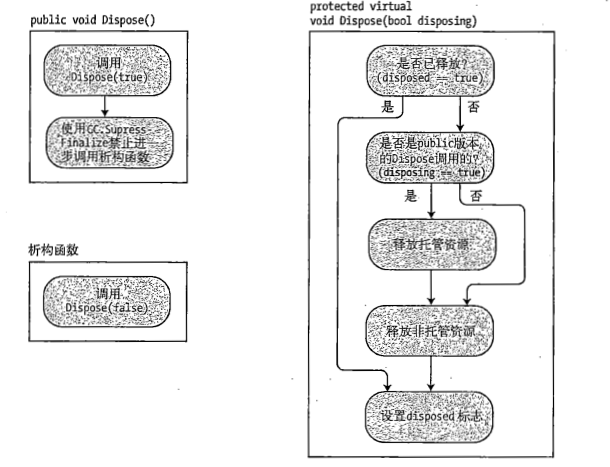 public void Dispose()
调用
Dispose(true)
使用GC.Supress
Finalize禁止进
步调用析构函数
析构函数
调用
Dispose(false)
protected virtual
void Dispose(bool disposing)
是否已释放?
(disposed == true)
是
否
是否是public版本
的Dispose调用的?
(disposing == true)
是
否
释放托管资源
释放非托管资源
设置disposed标志